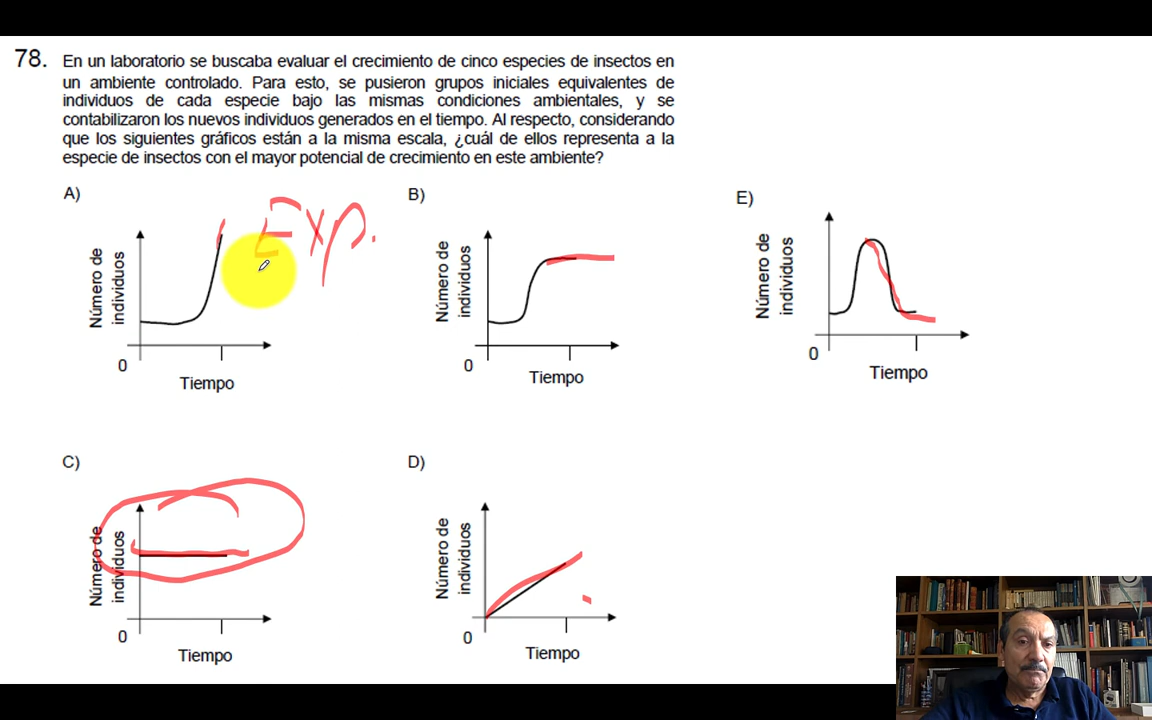 78. En un laboratorio se buscaba evaluar el crecimiento de cinco especies de insectos en
un ambiente controlado. Para esto, se pusieron grupos iniciales equivalentes de
individuos de cada especie bajo las mismas condiciones ambientales, y se
contabilizaron los nuevos individuos generados en el tiempo. Al respecto, considerando
que los siguientes gráficos están a la misma escala, ¿cuál de ellos representa a la
especie de insectos con el mayor potencial de crecimiento en este ambiente?
A)
Número de
individuos
0
Tiempo
Exp.
B)
Número de
individuos
0
Tiempo
E)
Número de
individuos
0
Tiempo
C)
Número de
individuos
0
Tiempo
D)
Número de
individuos
0
Tiempo